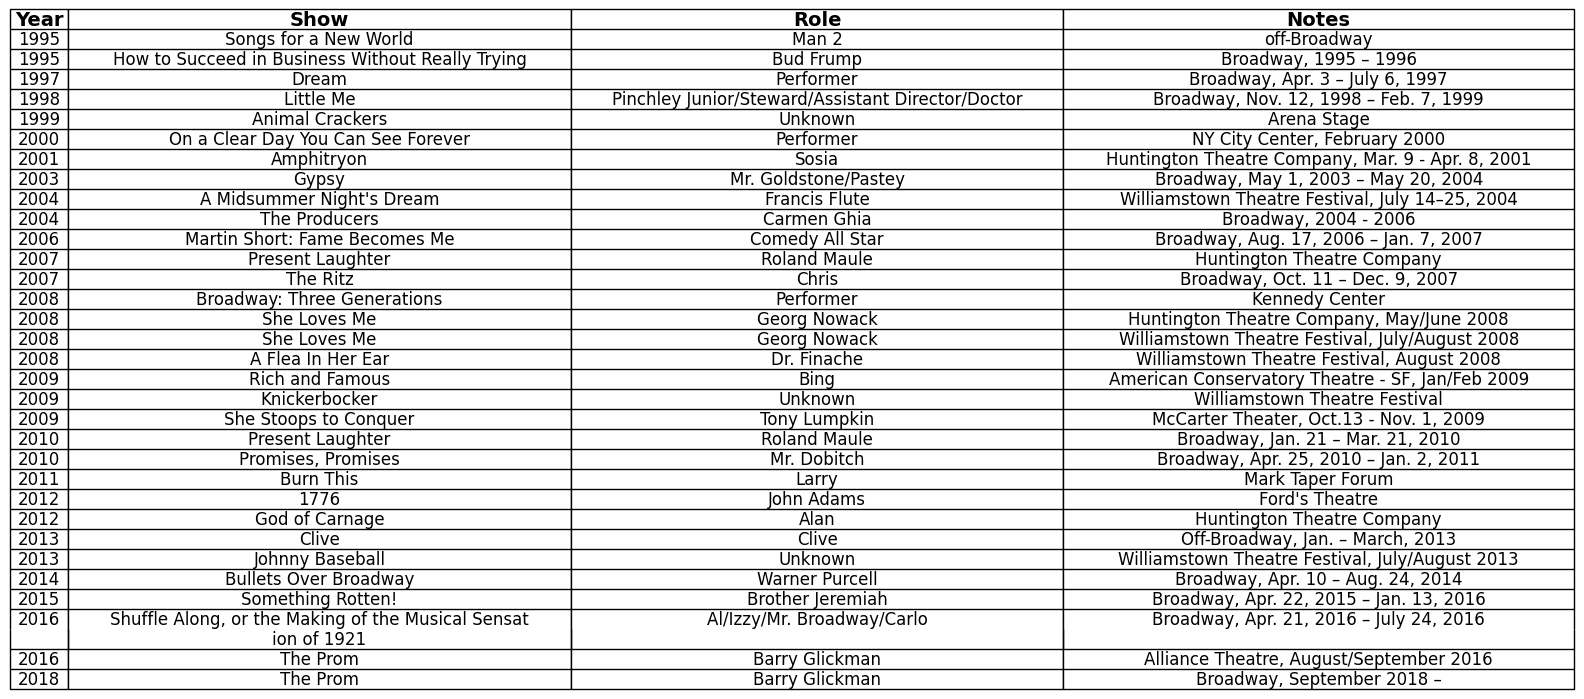 Year Show Role Notes
1995 Songs for a New World Man 2 off-Broadway
1995 How to Succeed in Business Without Really Trying Bud Frump Broadway, 1995 – 1996
1997 Dream Performer Broadway, Apr. 3 – July 6, 1997
1998 Little Me Pinchley Junior/Steward/Assistant Director/Doctor Broadway, Nov. 12, 1998 – Feb. 7, 1999
1999 Animal Crackers Unknown Arena Stage
2000 On a Clear Day You Can See Forever Performer NY City Center, February 2000
2001 Amphitryon Sosia Huntington Theatre Company, Mar. 9 - Apr. 8, 2001
2003 Gypsy Mr. Goldstone/Pastey Broadway, May 1, 2003 – May 20, 2004
2004 A Midsummer Night's Dream Francis Flute Williamstown Theatre Festival, July 14–25, 2004
2004 The Producers Carmen Ghia Broadway, 2004 - 2006
2006 Martin Short: Fame Becomes Me Comedy All Star Broadway, Aug. 17, 2006 – Jan. 7, 2007
2007 Present Laughter Roland Maule Huntington Theatre Company
2007 The Ritz Chris Broadway, Oct. 11 – Dec. 9, 2007
2008 Broadway: Three Generations Performer Kennedy Center
2008 She Loves Me Georg Nowack Huntington Theatre Company, May/June 2008
2008 She Loves Me Georg Nowack Williamstown Theatre Festival, July/August 2008
2008 A Flea In Her Ear Dr. Finache Williamstown Theatre Festival, August 2008
2009 Rich and Famous Bing American Conservatory Theatre - SF, Jan/Feb 2009
2009 Knickerbocker Unknown Williamstown Theatre Festival
2009 She Stoops to Conquer Tony Lumpkin McCarter Theater, Oct.13 - Nov. 1, 2009
2010 Present Laughter Roland Maule Broadway, Jan. 21 – Mar. 21, 2010
2010 Promises, Promises Mr. Dobitch Broadway, Apr. 25, 2010 – Jan. 2, 2011
2011 Burn This Larry Mark Taper Forum
2012 1776 John Adams Ford's Theatre
2012 God of Carnage Alan Huntington Theatre Company
2013 Clive Clive Off-Broadway, Jan. – March, 2013
2013 Johnny Baseball Unknown Williamstown Theatre Festival, July/August 2013
2014 Bullets Over Broadway Warner Purcell Broadway, Apr. 10 – Aug. 24, 2014
2015 Something Rotten! Brother Jeremiah Broadway, Apr. 22, 2015 – Jan. 13, 2016
2016 Shuffle Along, or the Making of the Musical Sensat Al/Izzy/Mr. Broadway/Carlo Broadway, Apr. 21, 2016 – July 24, 2016
ion of 1921
2016 The Prom Barry Glickman Alliance Theatre, August/September 2016
2018 The Prom Barry Glickman Broadway, September 2018 –